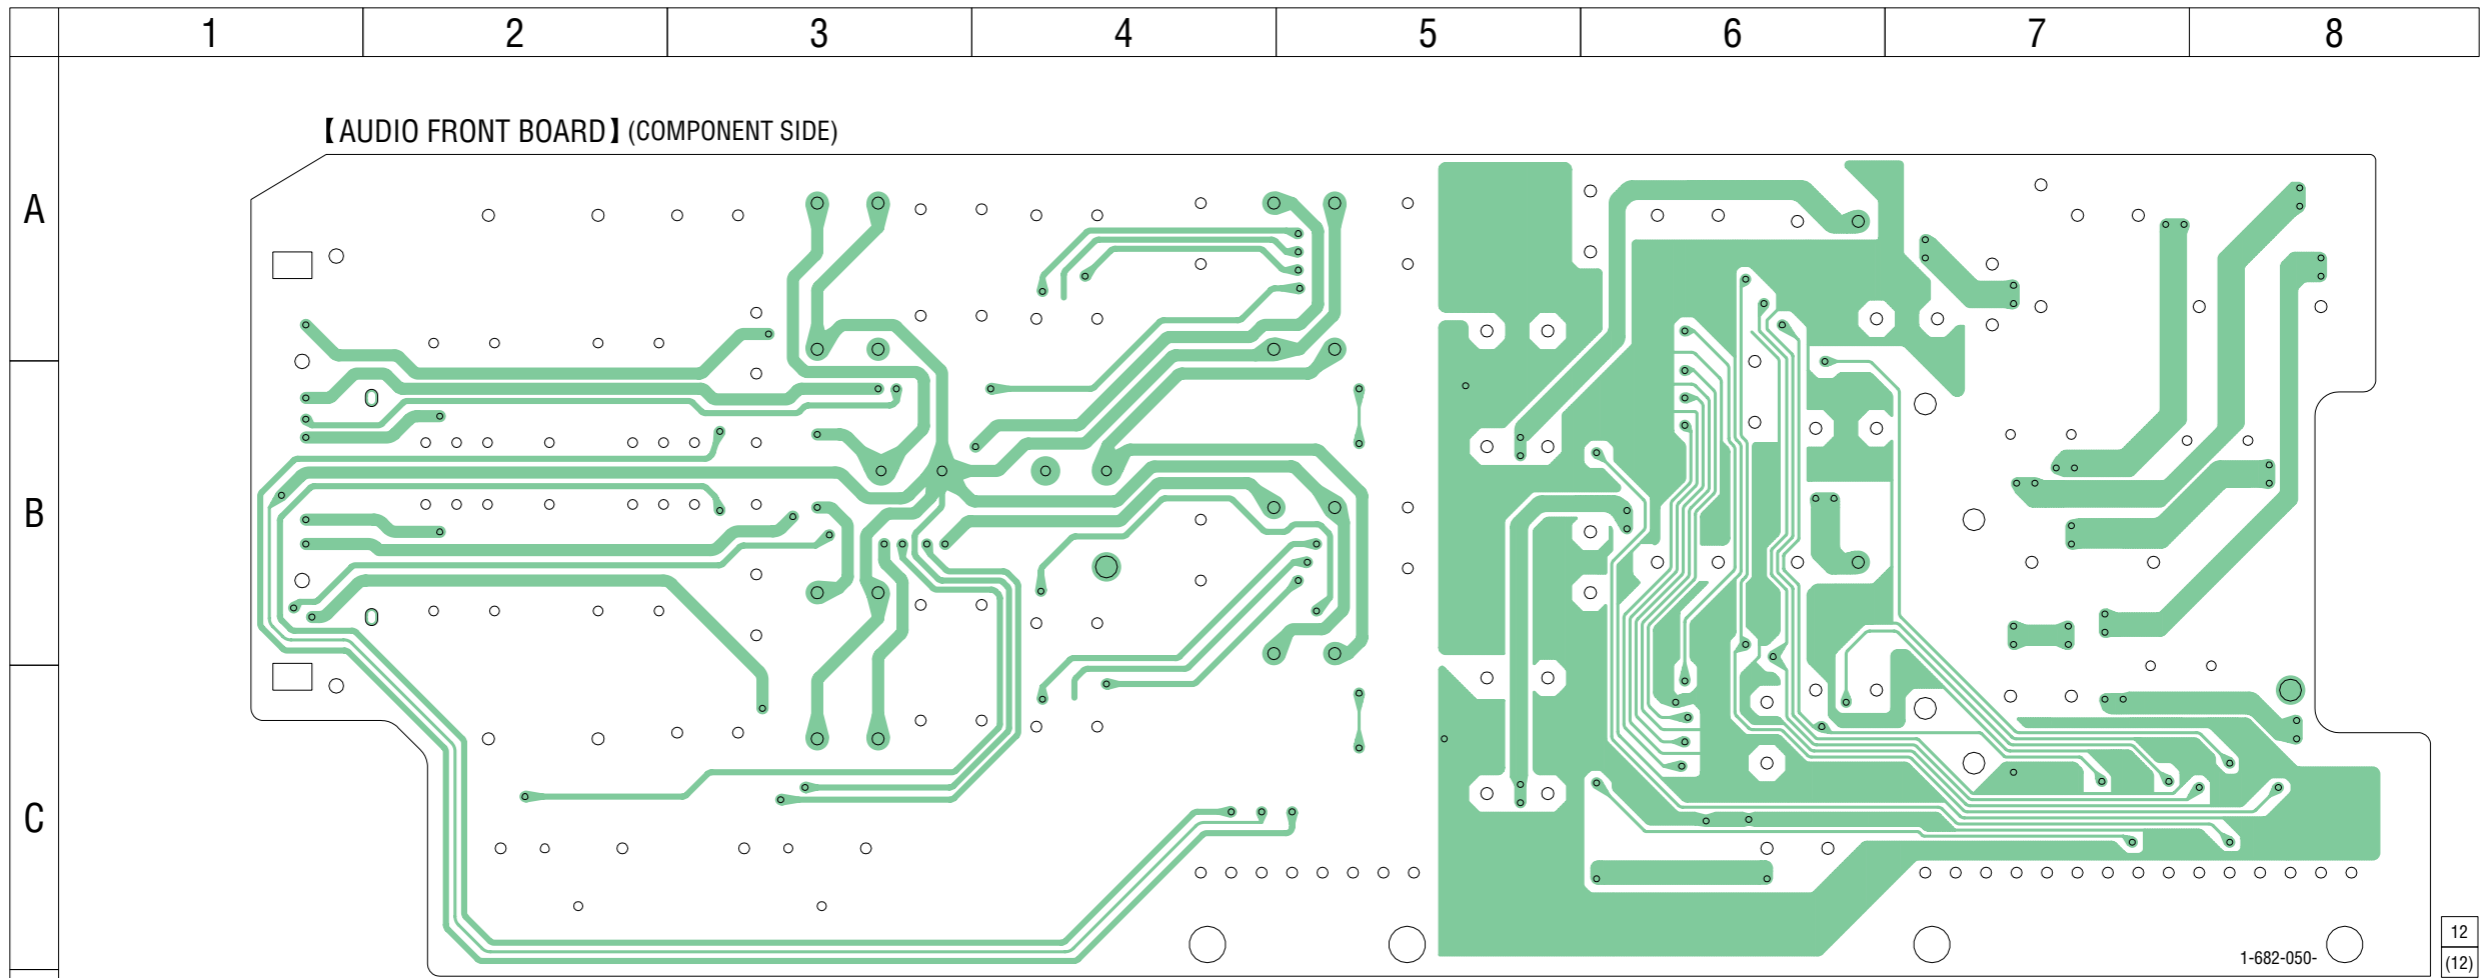 1 2 3 4 5 6 7 8
【AUDIO FRONT BOARD】(COMPONENT SIDE)
A
B
C
12
1-682-050-
(12)